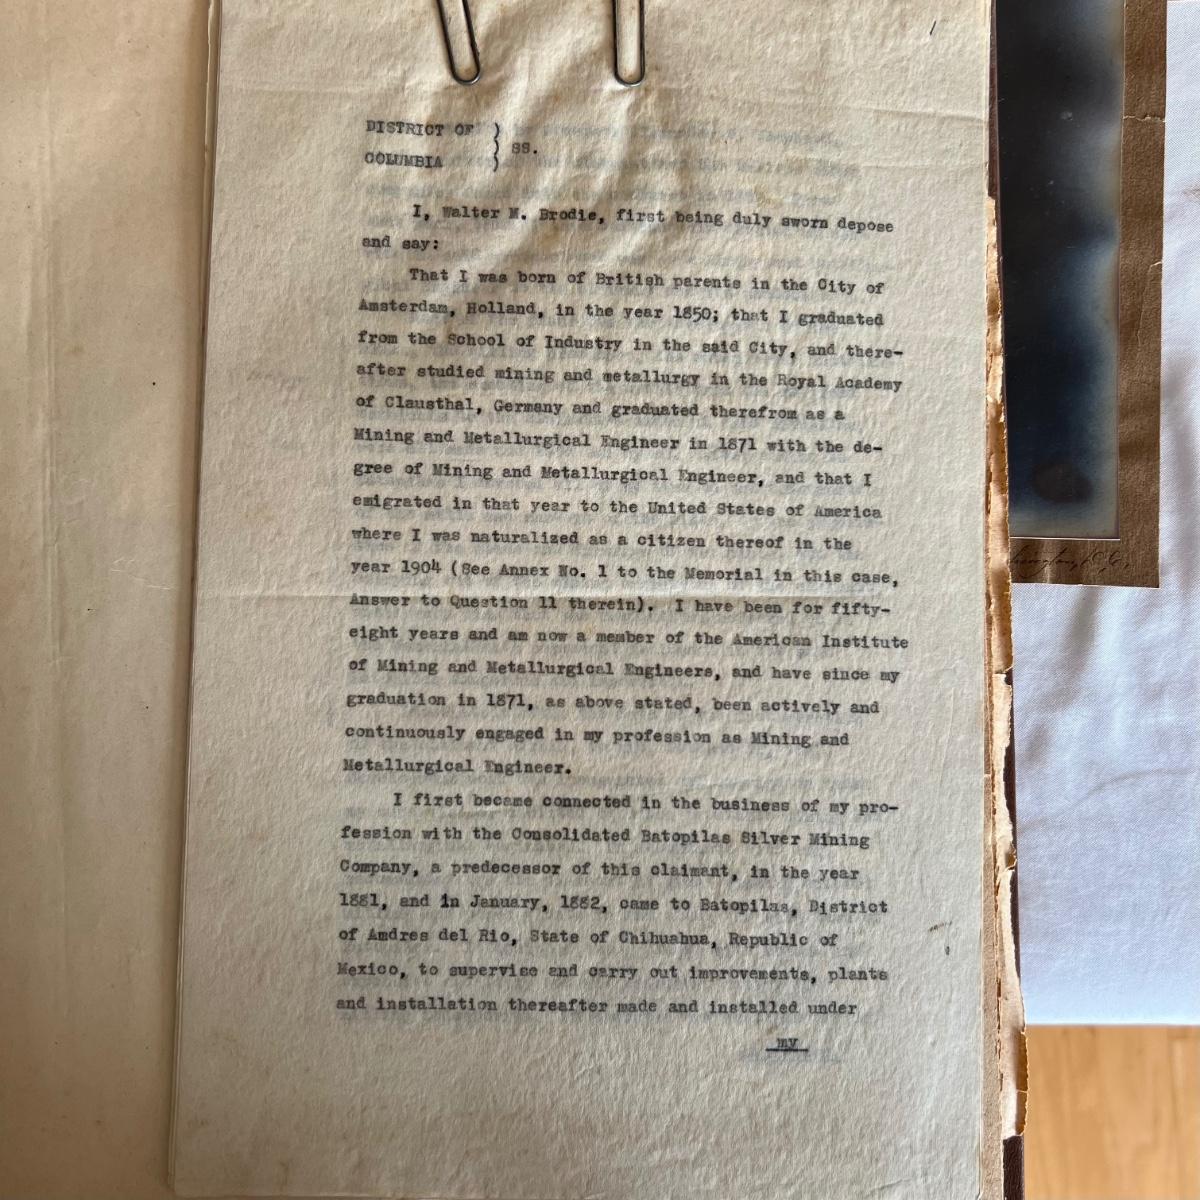 DISTRICT OF )
} ss.
COLUMBIA )
I, Walter M. Brodie, first being duly sworn depose
and say:
That I was born of British parents in the City of
Amsterdam, Holland, in the year 1850; that I graduated
from the School of Industry in the said City, and there-
after studied mining and metallurgy in the Royal Academy
of Clausthal, Germany and graduated therefrom as a
Mining and Metallurgical Engineer in 1871 with the de-
gree of Mining and Metallurgical Engineer, and that I
emigrated in that year to the United States of America
where I was naturalized as a citizen thereof in the
year 1904 (See Annex No. 1 to the Memorial in this case,
Answer to Question 11 therein). I have been for fifty-
eight years and am now a member of the American Institute
of Mining and Metallurgical Engineers, and have since my
graduation in 1871, as above stated, been actively and
continuously engaged in my profession as Mining and
Metallurgical Engineer.
I first became connected in the business of my pro-
fession with the Consolidated Batopilas Silver Mining
Company, a predecessor of this claimant, in the year
1881, and in January, 1882, came to Batopilas, District
of Amdres del Rio, State of Chihuahua, Republic of
Mexico, to supervise and carry out improvements, plants
and installation thereafter made and installed under
my